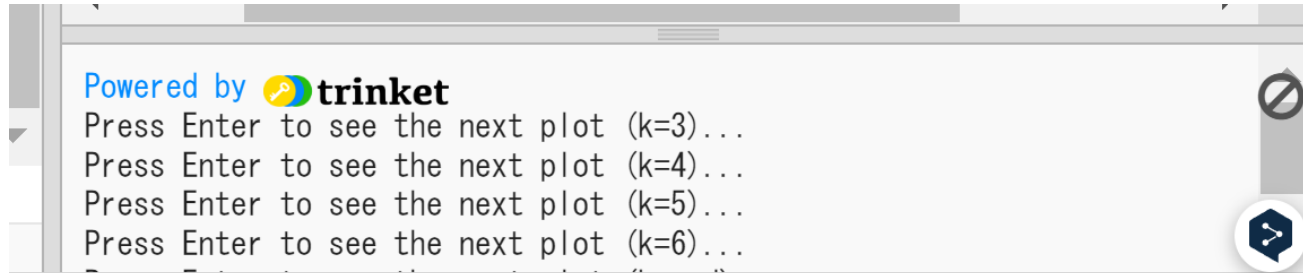 Powered by trinket
Press Enter to see the next plot (k=3)...
Press Enter to see the next plot (k=4)...
Press Enter to see the next plot (k=5)...
Press Enter to see the next plot (k=6)...